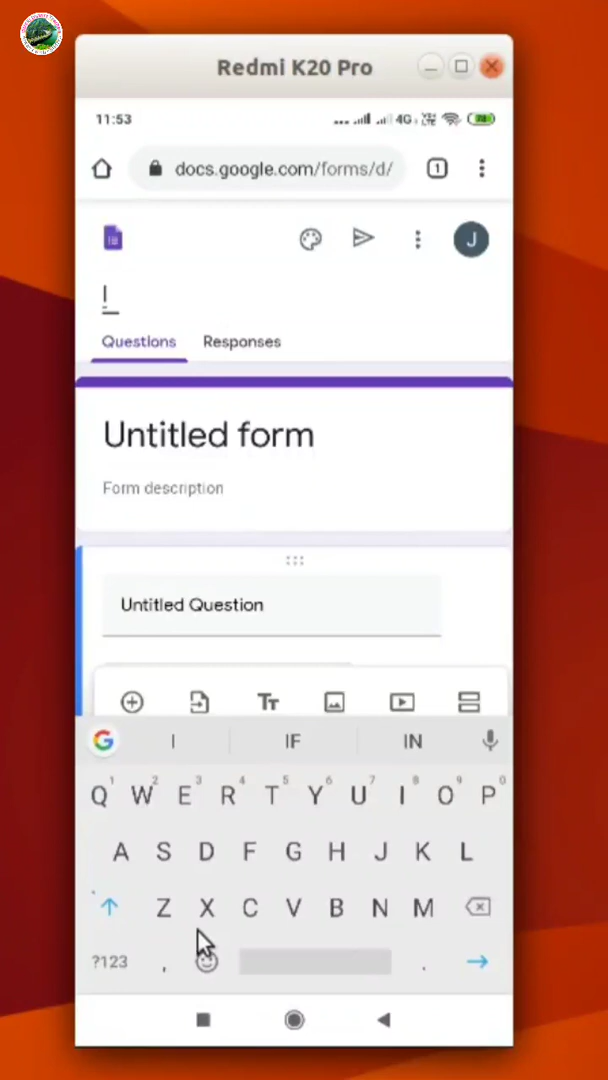 Redmi K20 Pro
11:53
4G
docs.google.com/forms/d/
1
J
I
Questions
Responses
Untitled form
Form description
Untitled Question
Tт
G
I
IF
IN
1 2 3 4 5 6 7 8 9 0
Q W E R T Y U I O P
A S D F G H J K L
Z X C V B N M
?123 , .